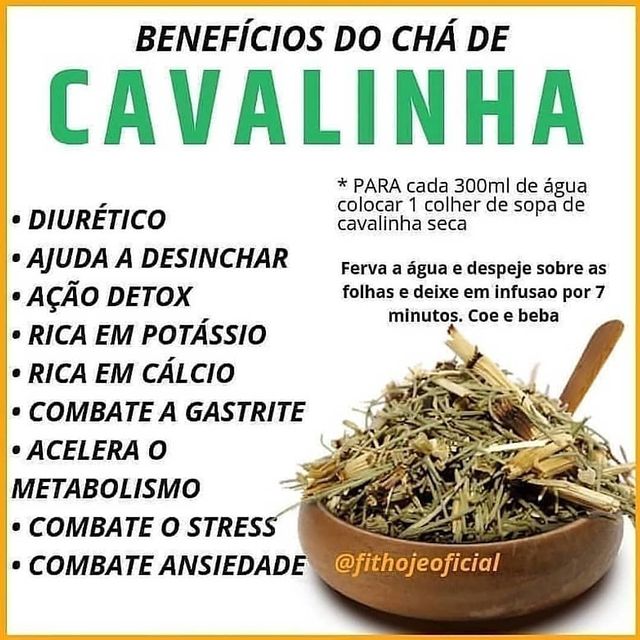 BENEFÍCIOS DO CHÁ DE
CAVALINHA
* PARA cada 300ml de água
colocar 1 colher de sopa de
cavalinha seca
Ferva a água e despeje sobre as
folhas e deixe em infusao por 7
minutos. Coe e beba
• DIURÉTICO
• AJUDA A DESINCHAR
• AÇÃO DETOX
• RICA EM POTÁSSIO
• RICA EM CÁLCIO
• COMBATE A GASTRITE
• ACELERA O
METABOLISMO
• COMBATE O STRESS
• COMBATE ANSIEDADE
@fithojeoficial